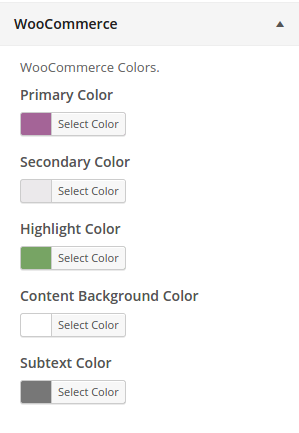 WooCommerce
WooCommerce Colors.
Primary Color
Select Color
Secondary Color
Select Color
Highlight Color
Select Color
Content Background Color
Select Color
Subtext Color
Select Color